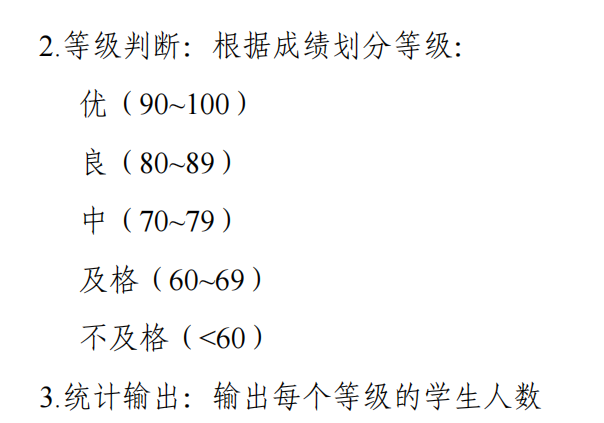 2.等级判断：根据成绩划分等级：
优（90~100）
良（80~89）
中（70~79）
及格（60~69）
不及格（<60）
3.统计输出：输出每个等级的学生人数